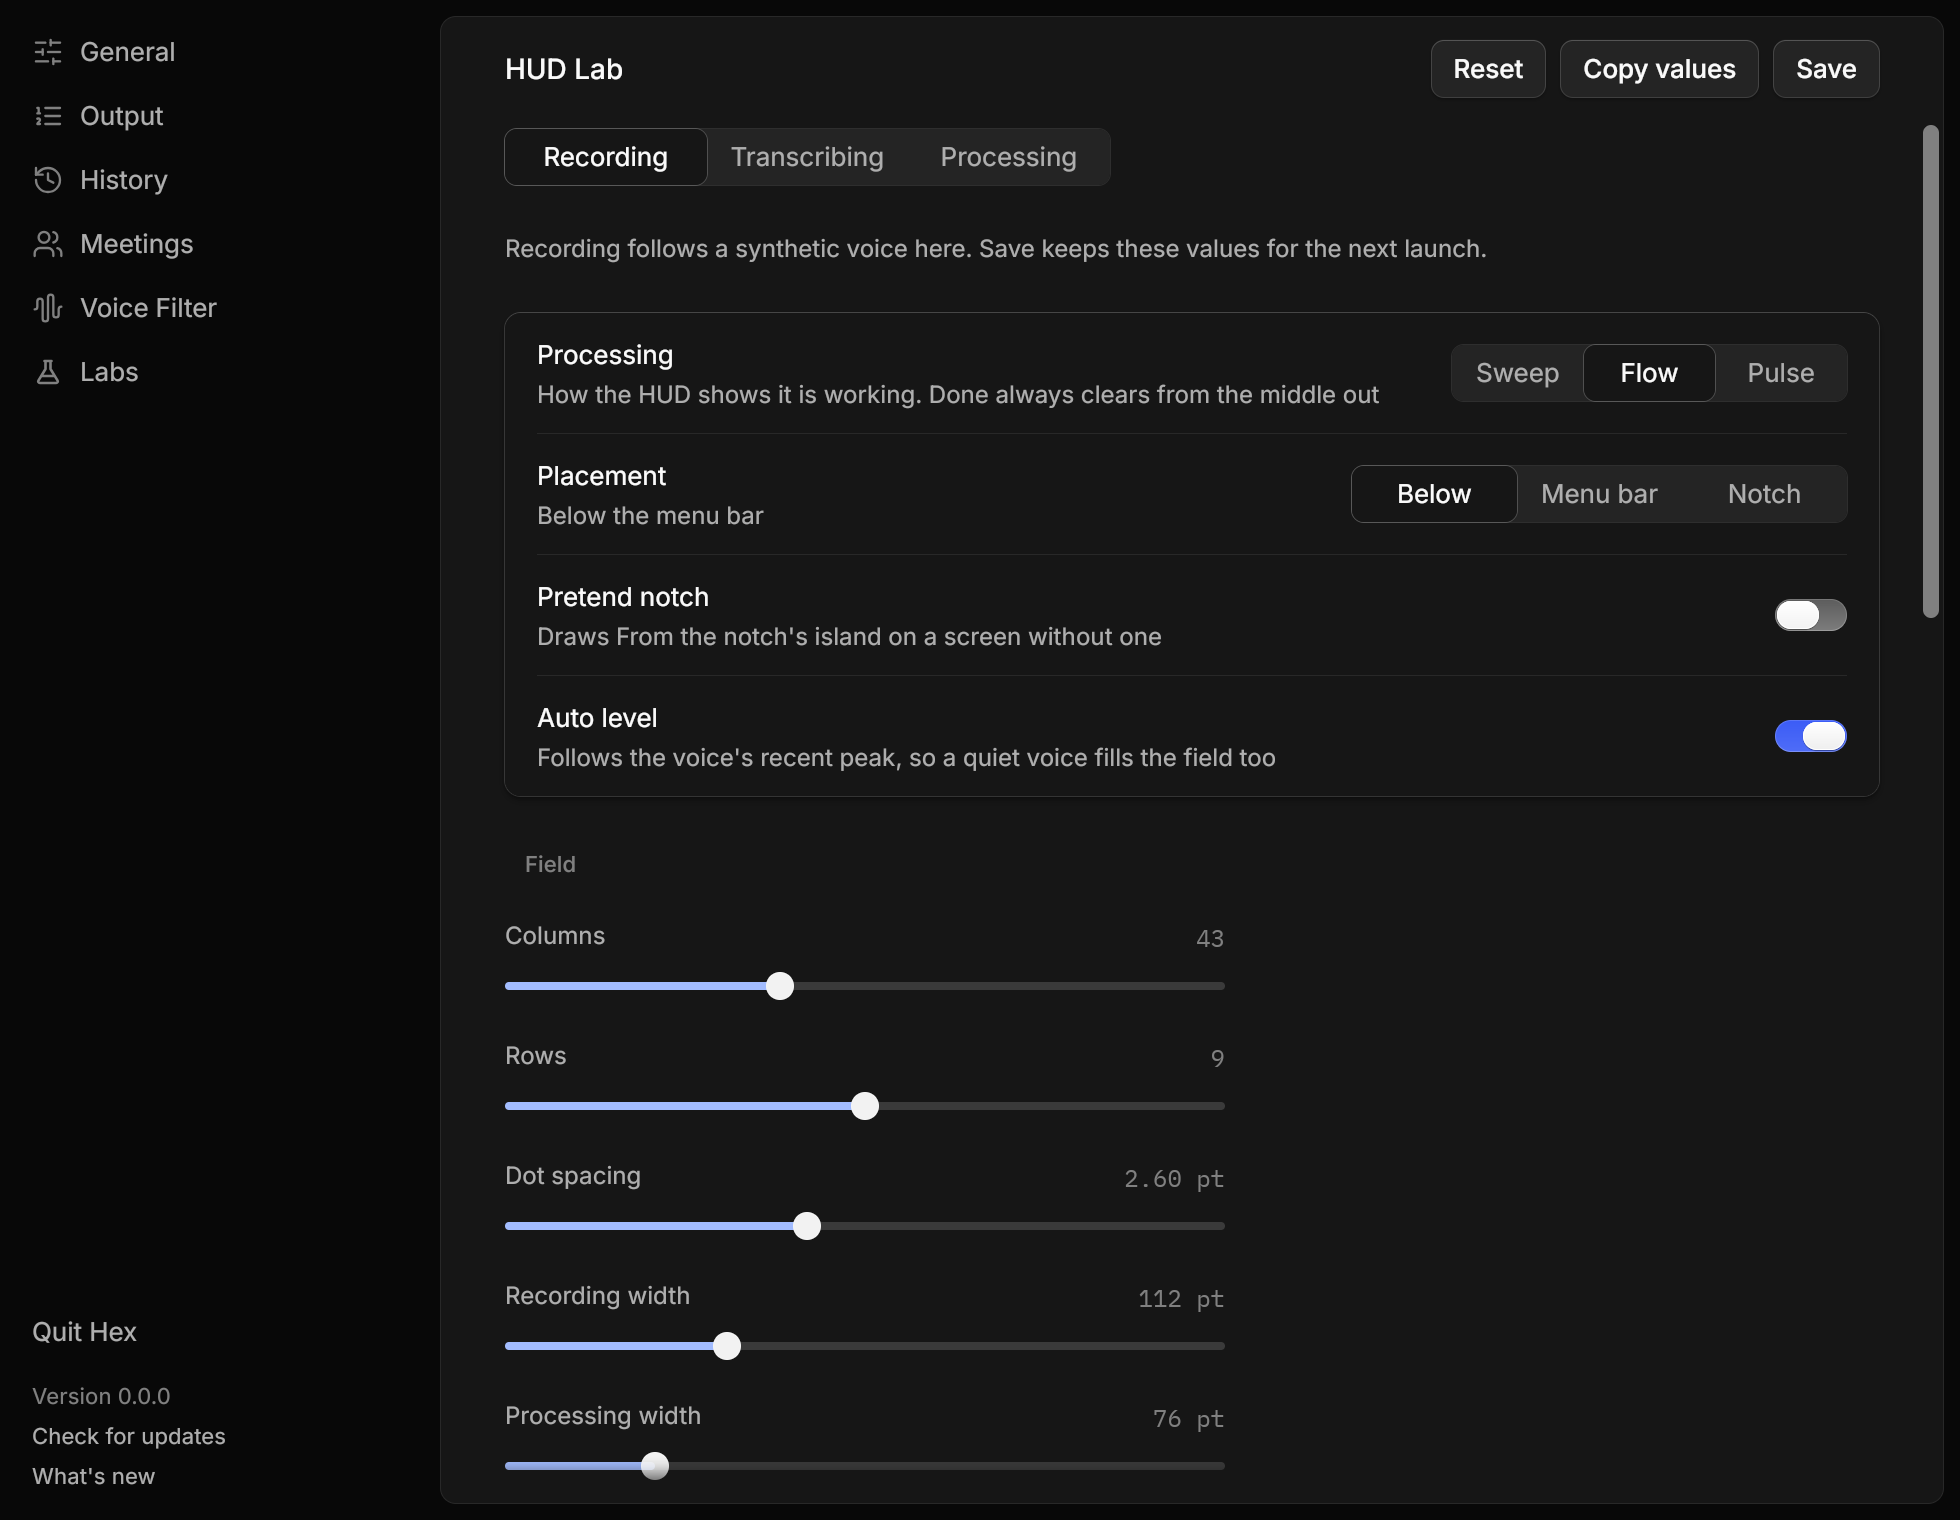 General
Output
History
Meetings
Voice Filter
Labs
Quit Hex
Version 0.0.0
Check for updates
What's new
HUD Lab
Reset
Copy values
Save
Recording
Transcribing
Processing
Recording follows a synthetic voice here. Save keeps these values for the next launch.
Processing
How the HUD shows it is working. Done always clears from the middle out
Sweep
Flow
Pulse
Placement
Below the menu bar
Below
Menu bar
Notch
Pretend notch
Draws From the notch's island on a screen without one
Auto level
Follows the voice's recent peak, so a quiet voice fills the field too
Field
Columns
43
Rows
9
Dot spacing
2.60 pt
Recording width
112 pt
Processing width
76 pt